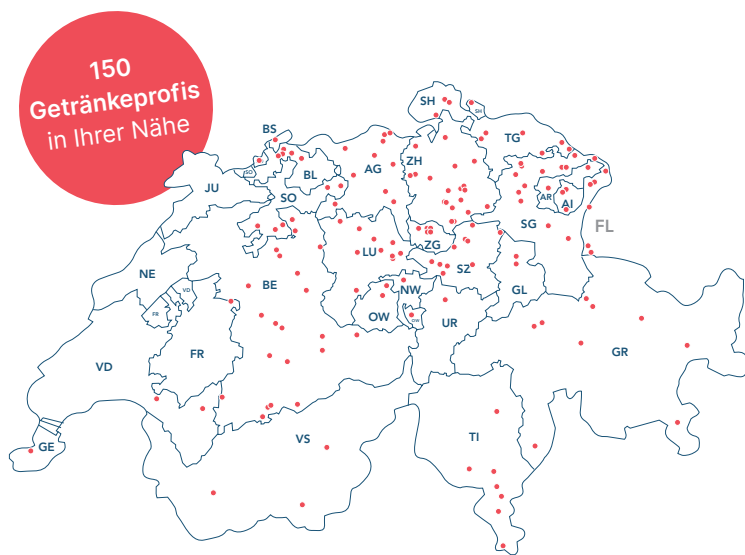 150
Getränkeprofis
in Ihrer Nähe
SH
SH
BS
TG
ZH
AG
SO
BL
JU
SO
AR
AI
SG
FL
ZG
LU
SZ
NE
BE
NW
GL
VD
FR
OW
OW
UR
GR
FR
VD
TI
VS
GE